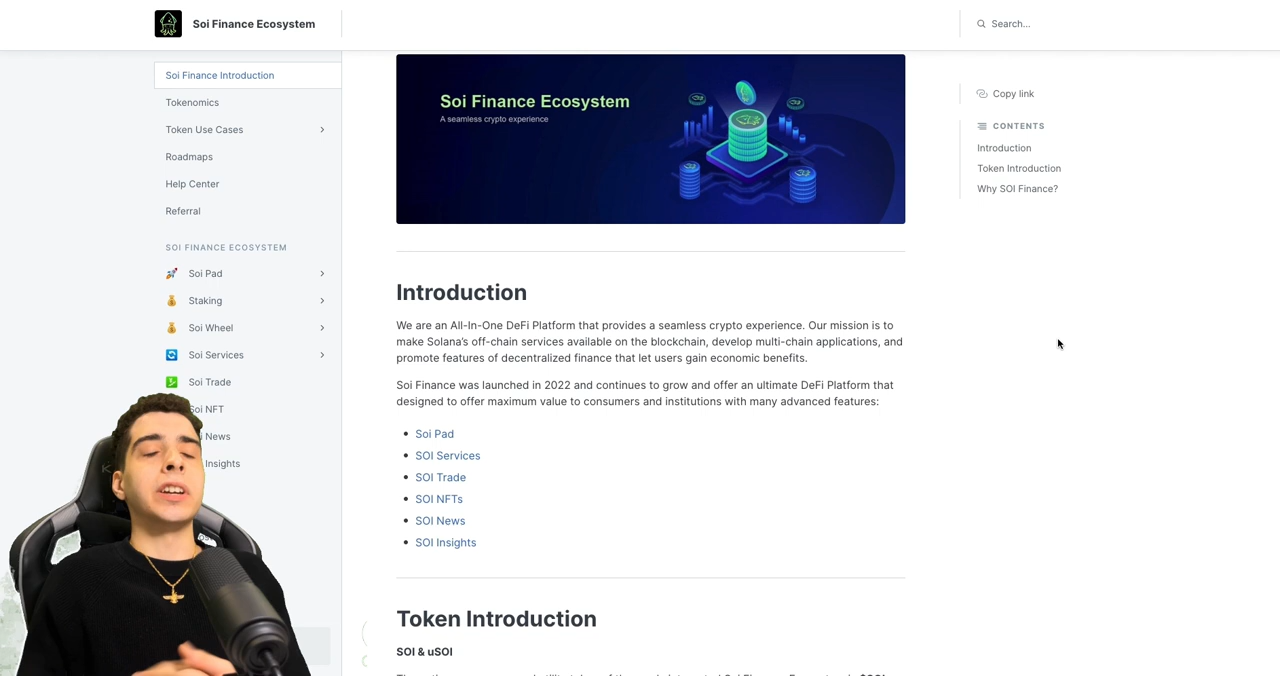 Soi Finance Ecosystem
Search...
Soi Finance Introduction
Tokenomics
Token Use Cases
Roadmaps
Help Center
Referral
SOI FINANCE ECOSYSTEM
Soi Pad
Staking
Soi Wheel
Soi Services
Soi Trade
Soi NFT
News
Insights
Soi Finance Ecosystem
A seamless crypto experience
Introduction
We are an All-In-One DeFi Platform that provides a seamless crypto experience. Our mission is to
make Solana's off-chain services available on the blockchain, develop multi-chain applications, and
promote features of decentralized finance that let users gain economic benefits.
Soi Finance was launched in 2022 and continues to grow and offer an ultimate DeFi Platform that
designed to offer maximum value to consumers and institutions with many advanced features:
Soi Pad
SOI Services
SOI Trade
SOI NFTs
SOI News
SOI Insights
Token Introduction
SOI & uSOI
Copy link
CONTENTS
Introduction
Token Introduction
Why SOI Finance?